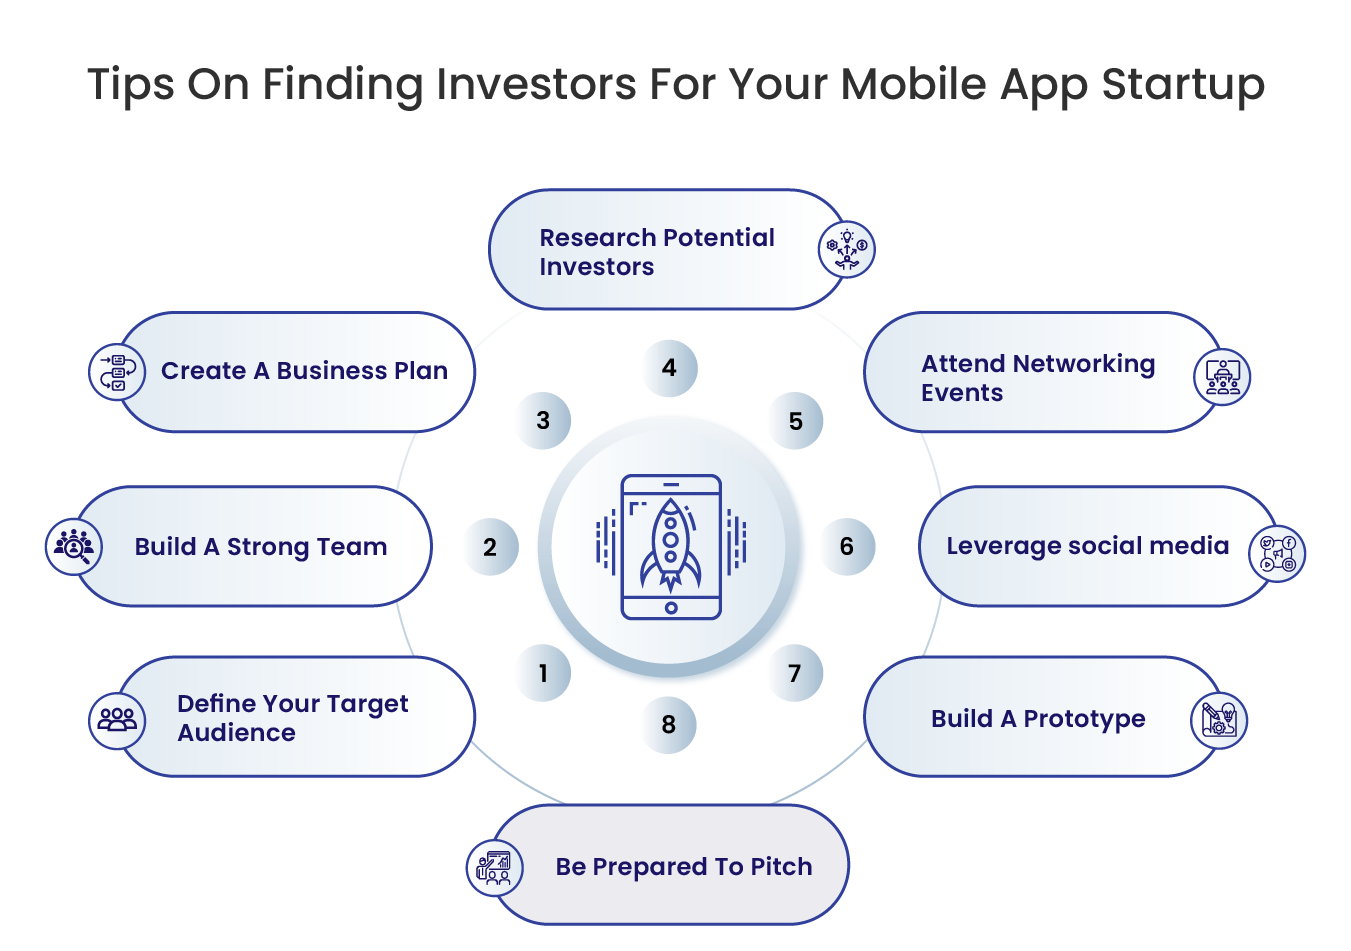 Tips On Finding Investors For Your Mobile App Startup
Research Potential
Investors
Create A Business Plan
Attend Networking
Events
4
3
5
Build A Strong Team
2
6
Leverage social media
1
7
Define Your Target
Audience
Build A Prototype
8
Be Prepared To Pitch